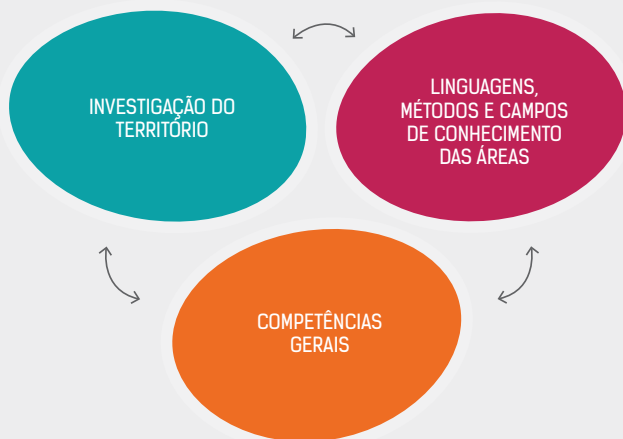 INVESTIGAÇÃO DO
TERRITÓRIO
LINGUAGENS,
MÉTODOS E CAMPOS
DE CONHECIMENTO
DAS ÁREAS
COMPETÊNCIAS
GERAIS